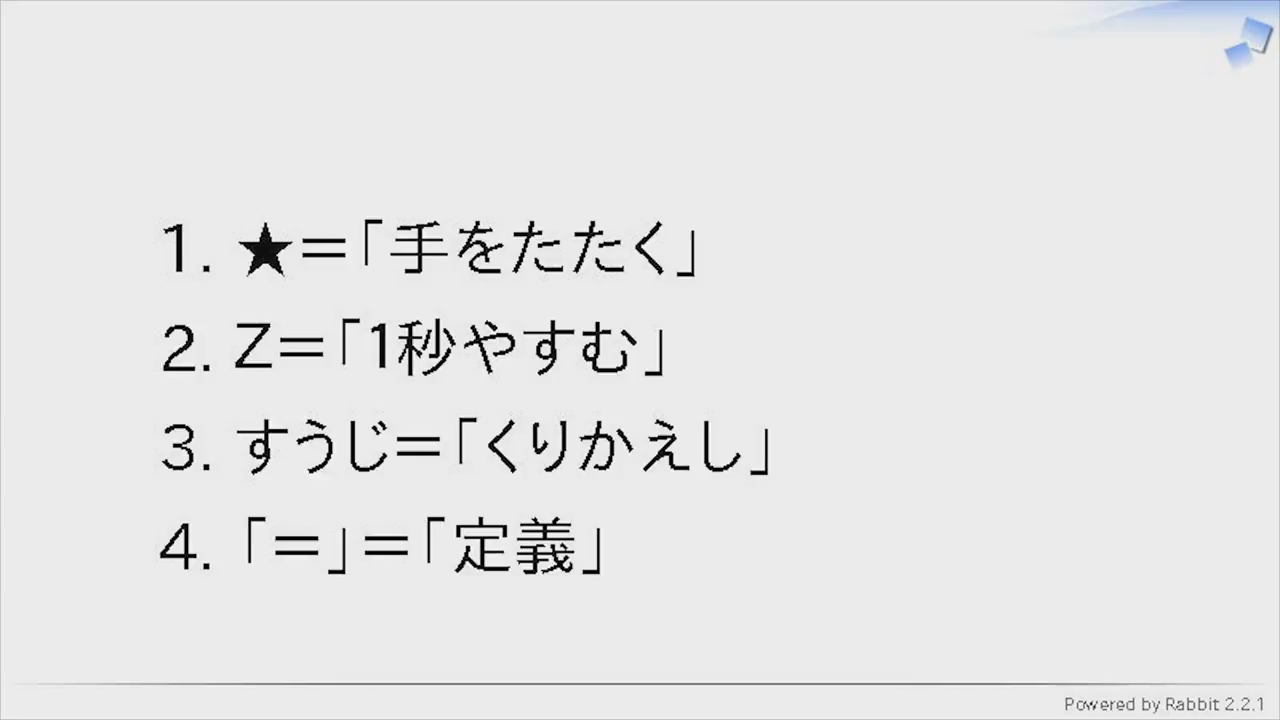 1. ★=「手をたたく」
2. Z=「1秒やすむ」
3. すうじ=「くりかえし」
4. 「=」=「定義」
Powered by Rabbit 2.2.1